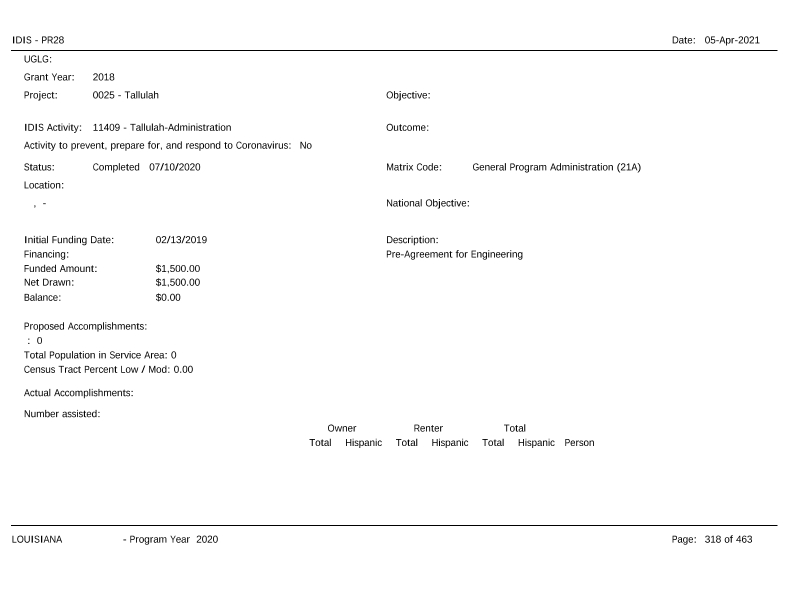 IDIS - PR28 Date: 05-Apr-2021
UGLG:
Grant Year: 2018
Project: 0025 - Tallulah Objective:
IDIS Activity: 11409 - Tallulah-Administration Outcome:
Activity to prevent, prepare for, and respond to Coronavirus: No
Status: Completed 07/10/2020 Matrix Code: General Program Administration (21A)
Location:
, - National Objective:
Initial Funding Date: 02/13/2019 Description:
Financing: Pre-Agreement for Engineering
Funded Amount: $1,500.00
Net Drawn: $1,500.00
Balance: $0.00
Proposed Accomplishments:
: 0
Total Population in Service Area: 0
Census Tract Percent Low / Mod: 0.00
Actual Accomplishments:
Number assisted:
Owner Renter Total
Total Hispanic Total Hispanic Total Hispanic Person
LOUISIANA - Program Year 2020 Page: 318 of 463